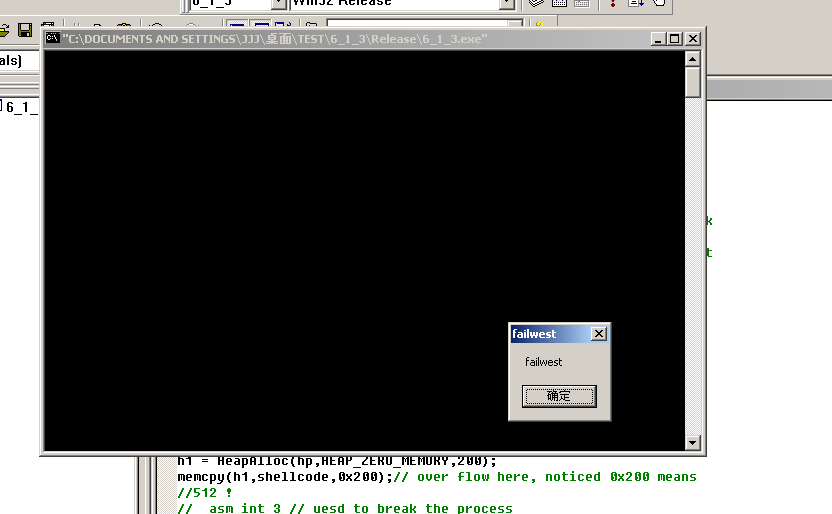 6_1_3 Win32 Release
als]
"C:\DOCUMENTS AND SETTINGS\JJJ\桌面\TEST\6_1_3\Release\6_1_3.exe"
6_1_
k
t
failwest
failwest
确定
h1 = HeapAlloc(hp,HEAP_ZERO_MEMORY,200);
memcpy(h1,shellcode,0x200);// over flow here, noticed 0x200 means
//512 !
// _asm int 3 // uesd to break the process